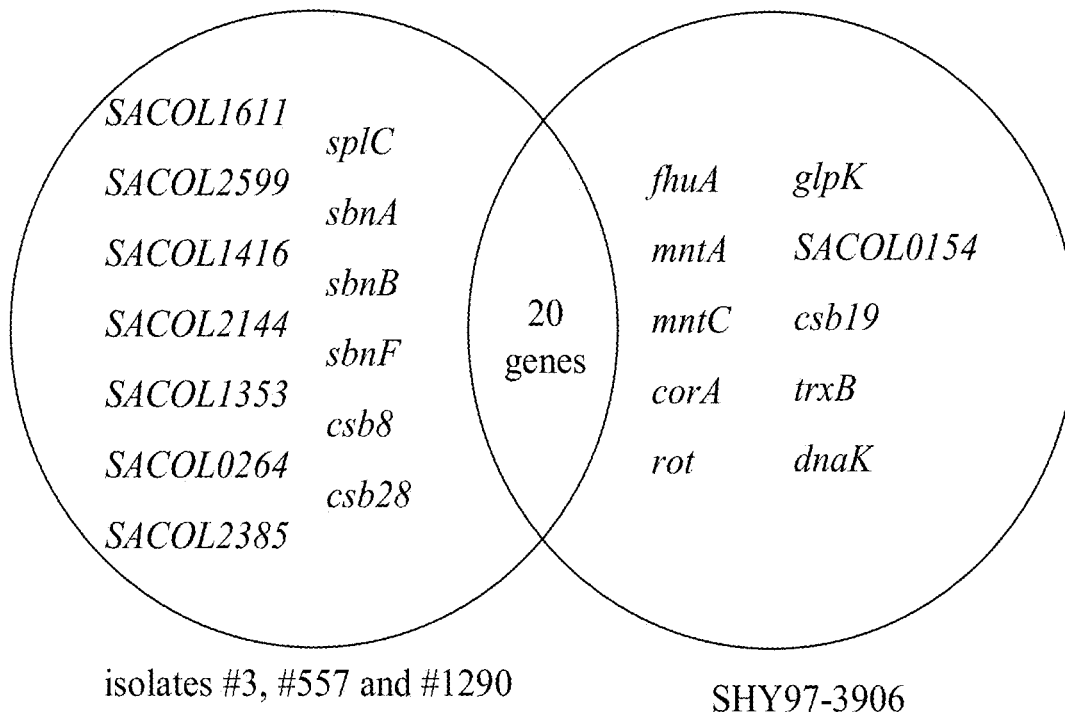 SACOL1611
SACOL2599
SACOL1416
SACOL2144
SACOL1353
SACOL0264
SACOL2385
splC
sbnA
sbnB
sbnF
csb8
csb28
20
genes
fhuA
mntA
mntC
corA
rot
glpK
SACOL0154
csb19
trxB
dnaK
isolates #3, #557 and #1290
SHY97-3906